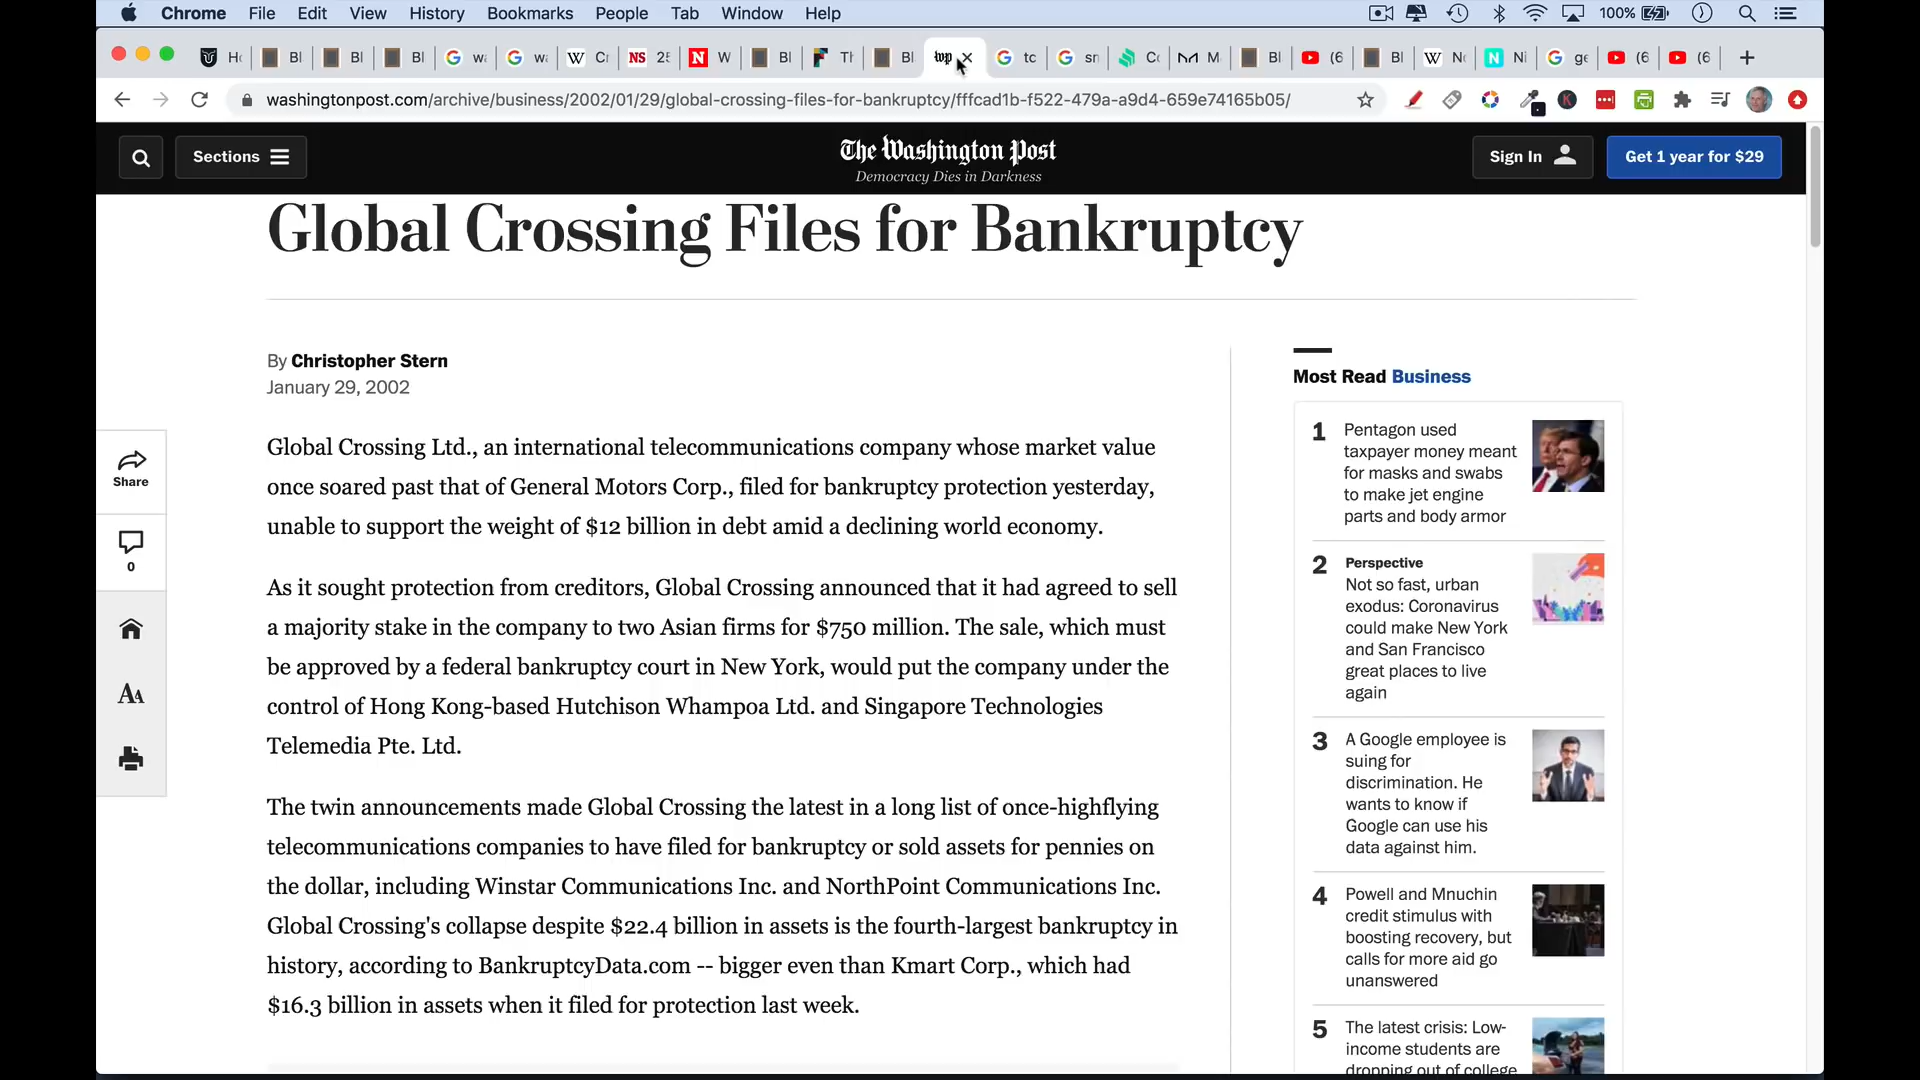 Chrome File Edit View History Bookmarks People Tab Window Help 100%
washingtonpost.com/archive/business/2002/01/29/global-crossing-files-for-bankruptcy/fffcad1b-f522-479a-a9d4-659e74165b05/
Sections
The Washington Post
Democracy Dies in Darkness
Sign In
Get 1 year for $29
Global Crossing Files for Bankruptcy
By Christopher Stern
January 29, 2002
Share
0
Global Crossing Ltd., an international telecommunications company whose market value
once soared past that of General Motors Corp., filed for bankruptcy protection yesterday,
unable to support the weight of $12 billion in debt amid a declining world economy.
As it sought protection from creditors, Global Crossing announced that it had agreed to sell
a majority stake in the company to two Asian firms for $750 million. The sale, which must
be approved by a federal bankruptcy court in New York, would put the company under the
control of Hong Kong-based Hutchison Whampoa Ltd. and Singapore Technologies
Telemedia Pte. Ltd.
The twin announcements made Global Crossing the latest in a long list of once-highflying
telecommunications companies to have filed for bankruptcy or sold assets for pennies on
the dollar, including Winstar Communications Inc. and NorthPoint Communications Inc.
Global Crossing's collapse despite $22.4 billion in assets is the fourth-largest bankruptcy in
history, according to BankruptcyData.com -- bigger even than Kmart Corp., which had
$16.3 billion in assets when it filed for protection last week.
Most Read Business
1 Pentagon used
taxpayer money meant
for masks and swabs
to make jet engine
parts and body armor
2 Perspective
Not so fast, urban
exodus: Coronavirus
could make New York
and San Francisco
great places to live
again
3 A Google employee is
suing for
discrimination. He
wants to know if
Google can use his
data against him.
4 Powell and Mnuchin
credit stimulus with
boosting recovery, but
calls for more aid go
unanswered
5 The latest crisis: Low-
income students are
dropping out of college